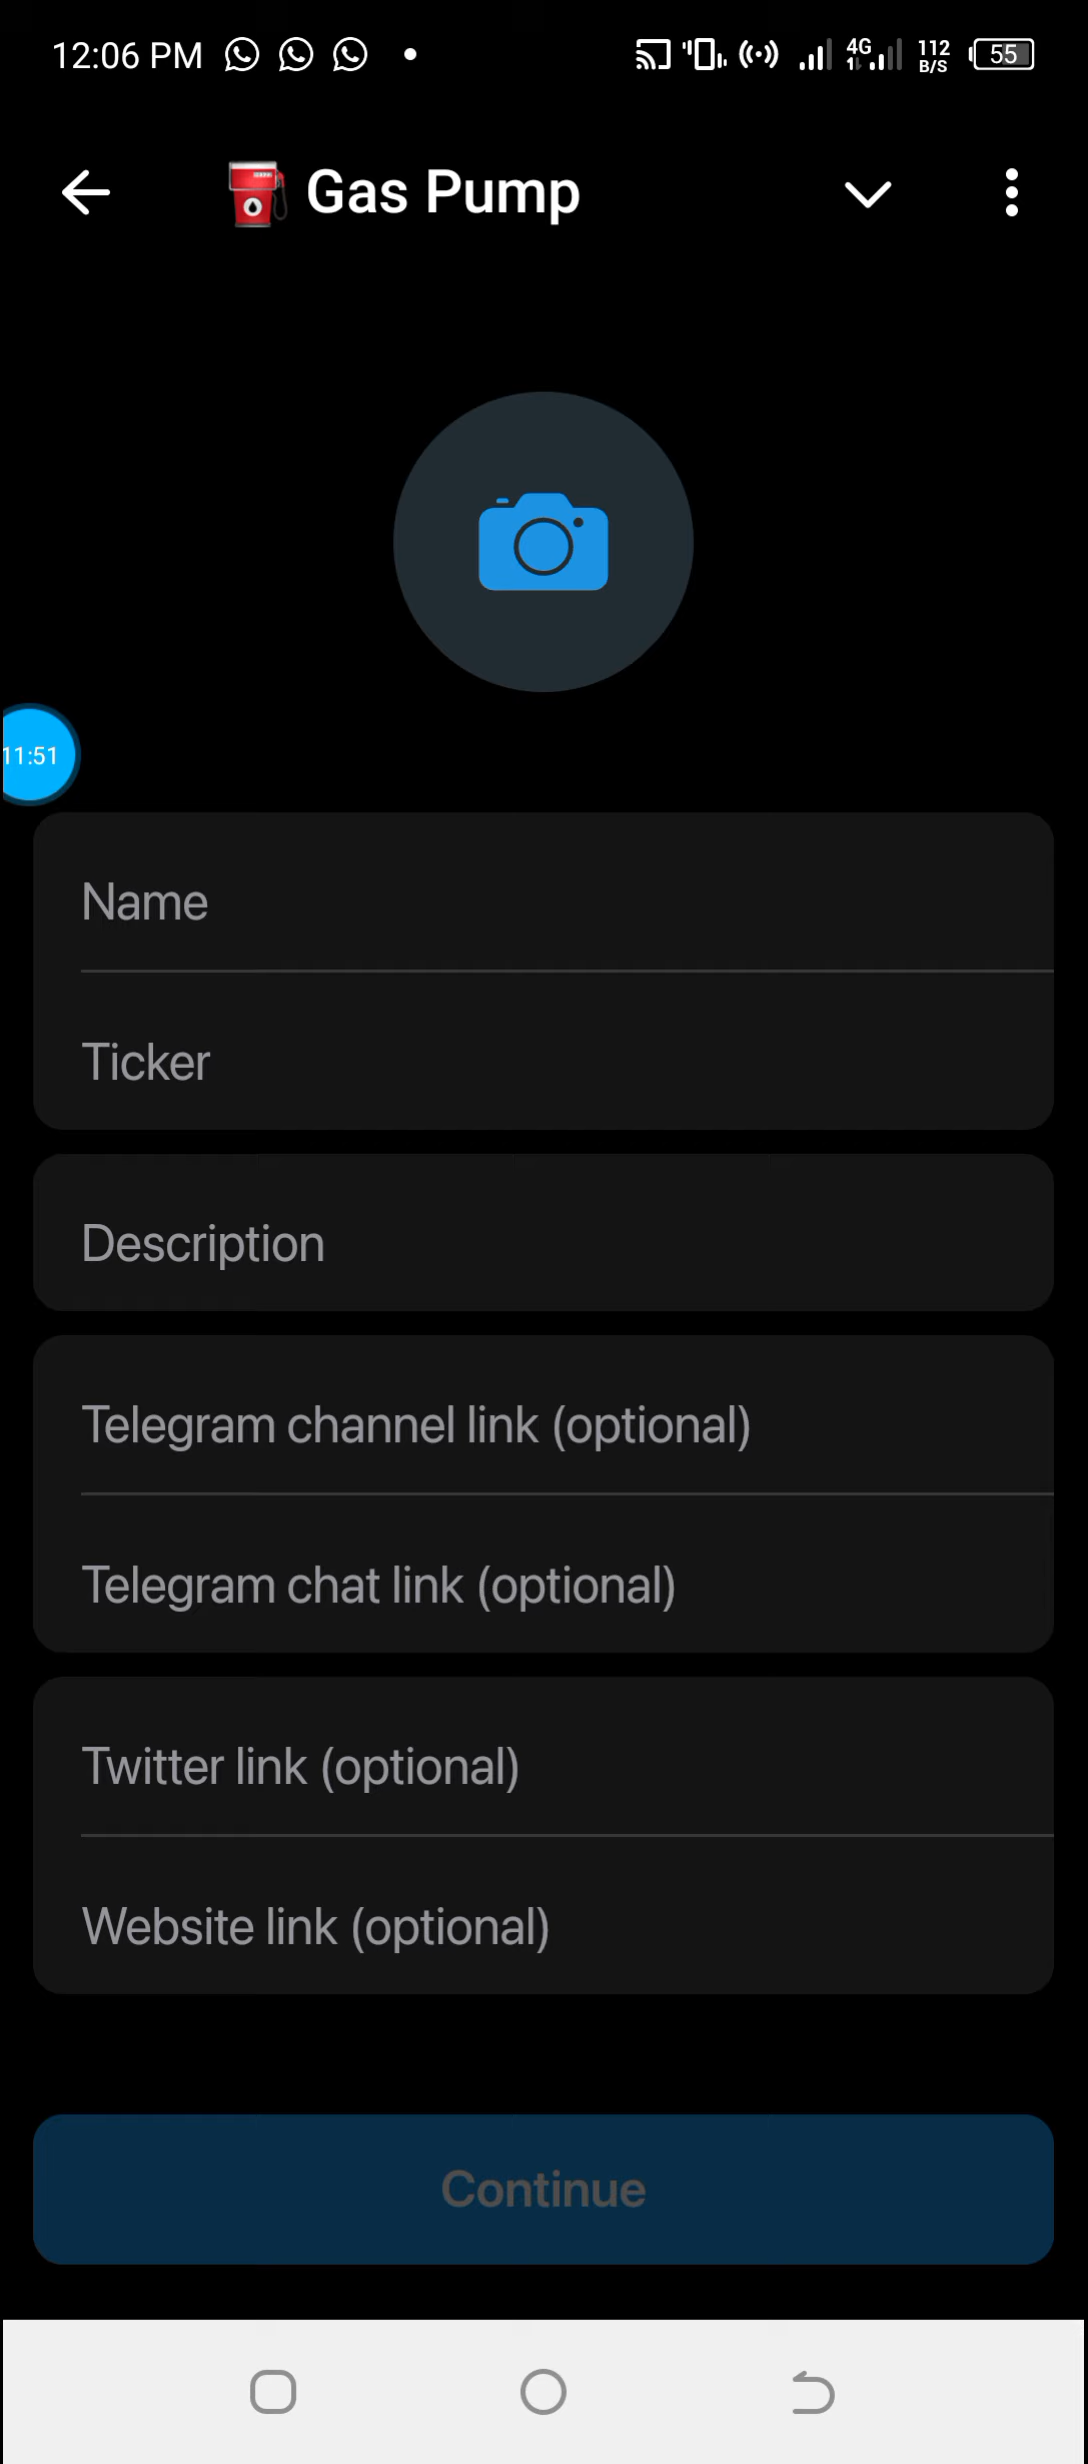 12:06 PM 4G 112 B/S 55
Gas Pump
11:51
Name
Ticker
Description
Telegram channel link (optional)
Telegram chat link (optional)
Twitter link (optional)
Website link (optional)
Continue